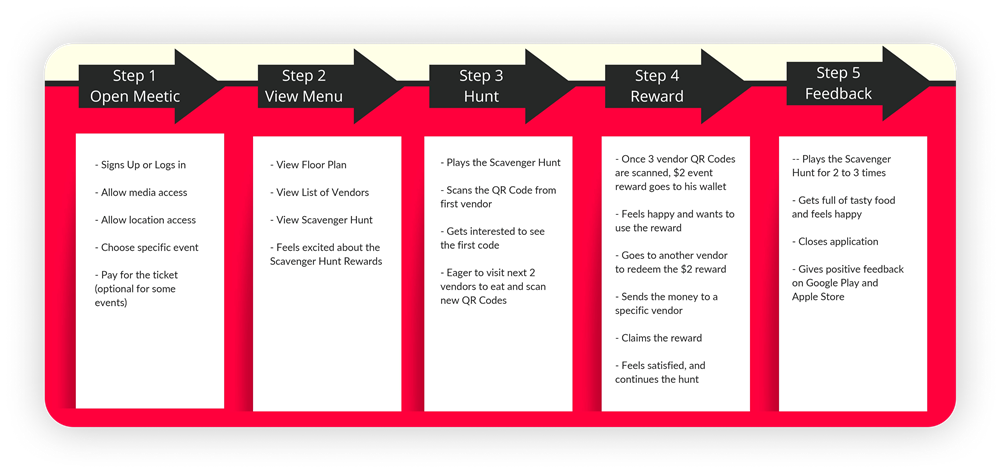 Step 1
Open Meetic
Step 2
View Menu
Step 3
Hunt
Step 4
Reward
Step 5
Feedback
- Signs Up or Logs in
- Allow media access
- Allow location access
- Choose specific event
- Pay for the ticket
(optional for some
events)
- View Floor Plan
- View List of Vendors
- View Scavenger Hunt
- Feels excited about the
Scavenger Hunt Rewards
- Plays the Scavenger Hunt
- Scans the QR Code from
first vendor
- Gets interested to see
the first code
- Eager to visit next 2
vendors to eat and scan
new QR Codes
- Once 3 vendor QR Codes
are scanned, $2 event
reward goes to his wallet
- Feels happy and wants to
use the reward
- Goes to another vendor
to redeem the $2 reward
- Sends the money to a
specific vendor
- Claims the reward
- Feels satisfied, and
continues the hunt
-- Plays the Scavenger
Hunt for 2 to 3 times
- Gets full of tasty food
and feels happy
- Closes application
- Gives positive feedback
on Google Play and
Apple Store